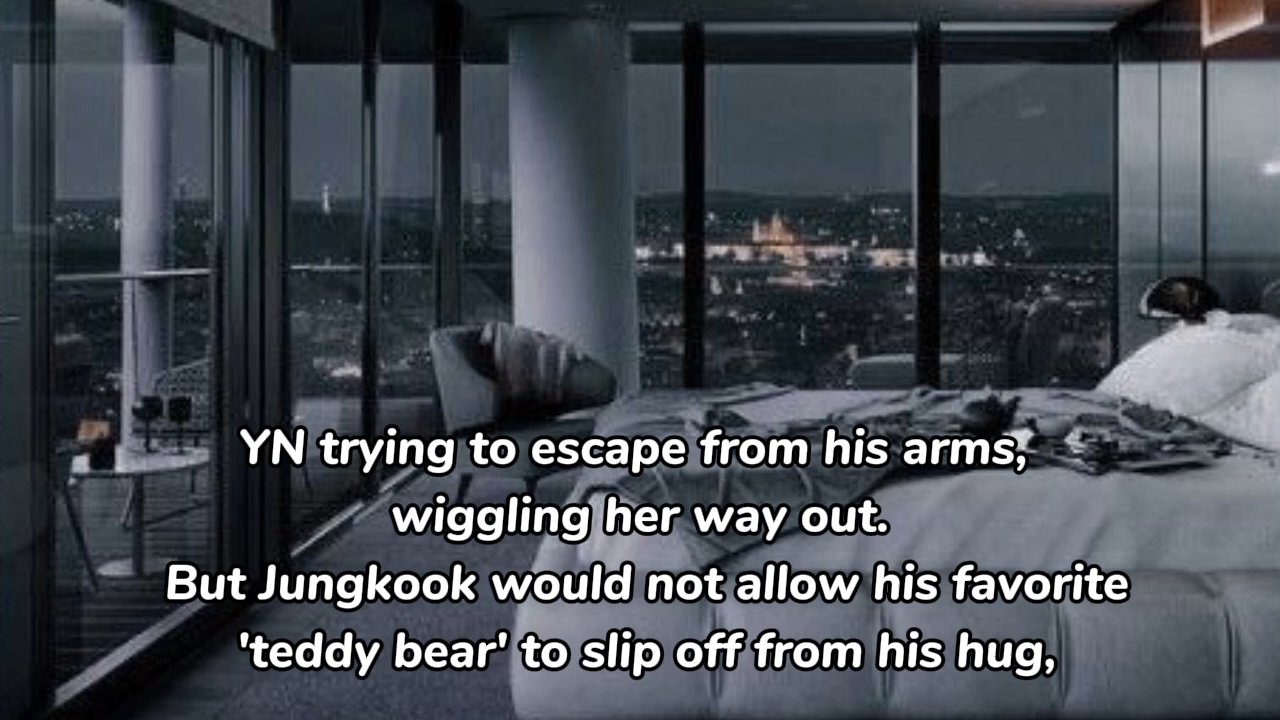 YN trying to escape from his arms,
wiggling her way out.
But Jungkook would not allow his favorite
'teddy bear' to slip off from his hug,